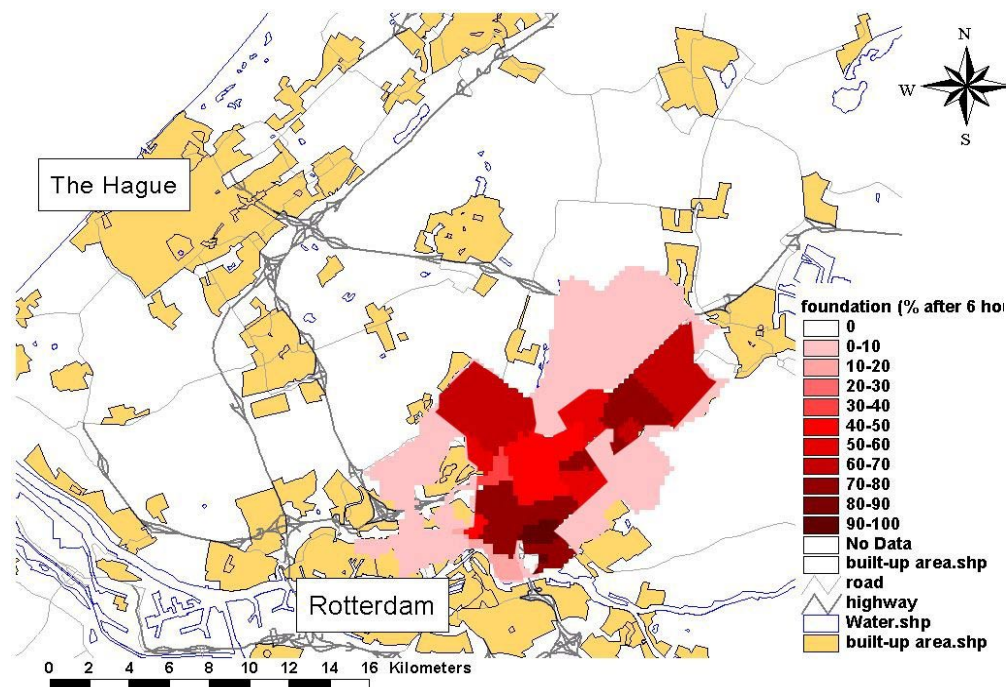 N
W
S
The Hague
foundation (% after 6 hou
0
0-10
10-20
20-30
30-40
40-50
50-60
60-70
70-80
80-90
90-100
No Data
built-up area.shp
road
highway
Water.shp
built-up area.shp
Rotterdam
0 2 4 6 8 10 12 14 16 Kilometers